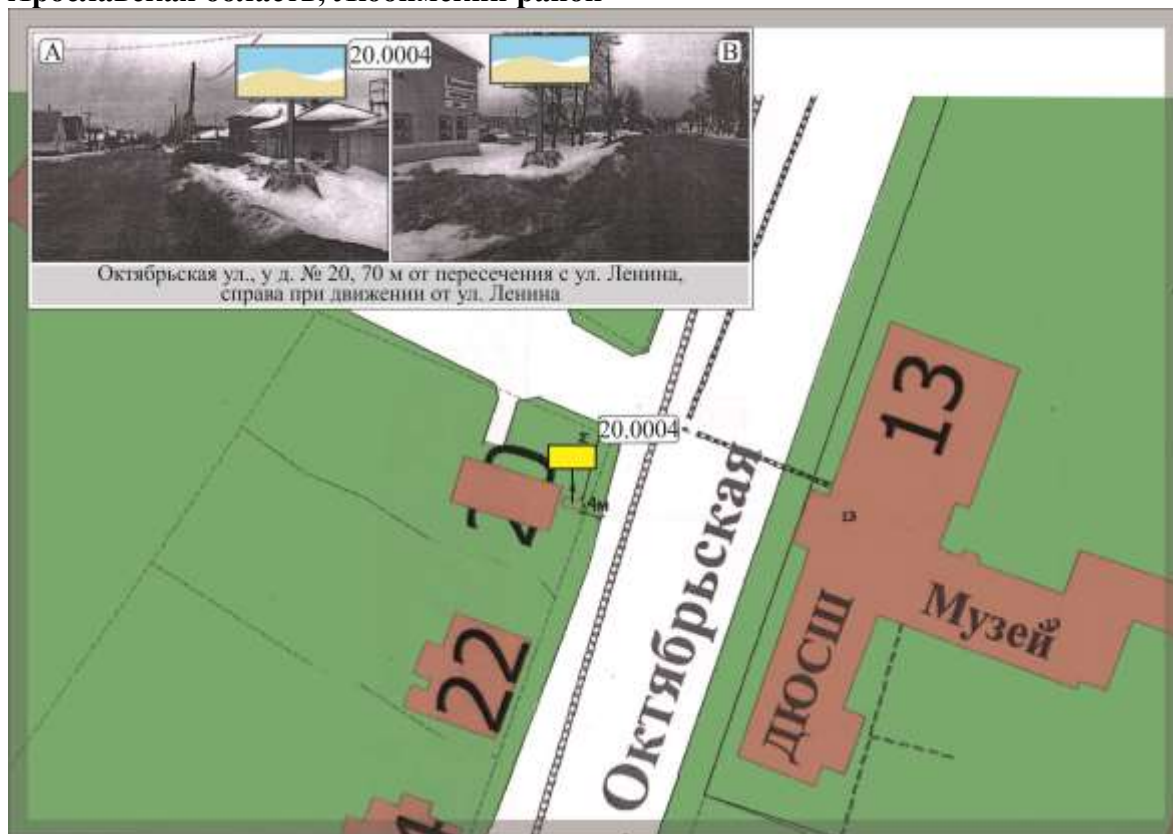 Ярославская область, Любимский район
A
20.0004
B
Октябрьская ул., у д. № 20, 70 м от пересечения с ул. Ленина,
справа при движении от ул. Ленина
20.0004
20
4м
13
13
Октябрьская
ДЮСШ
Музей
22